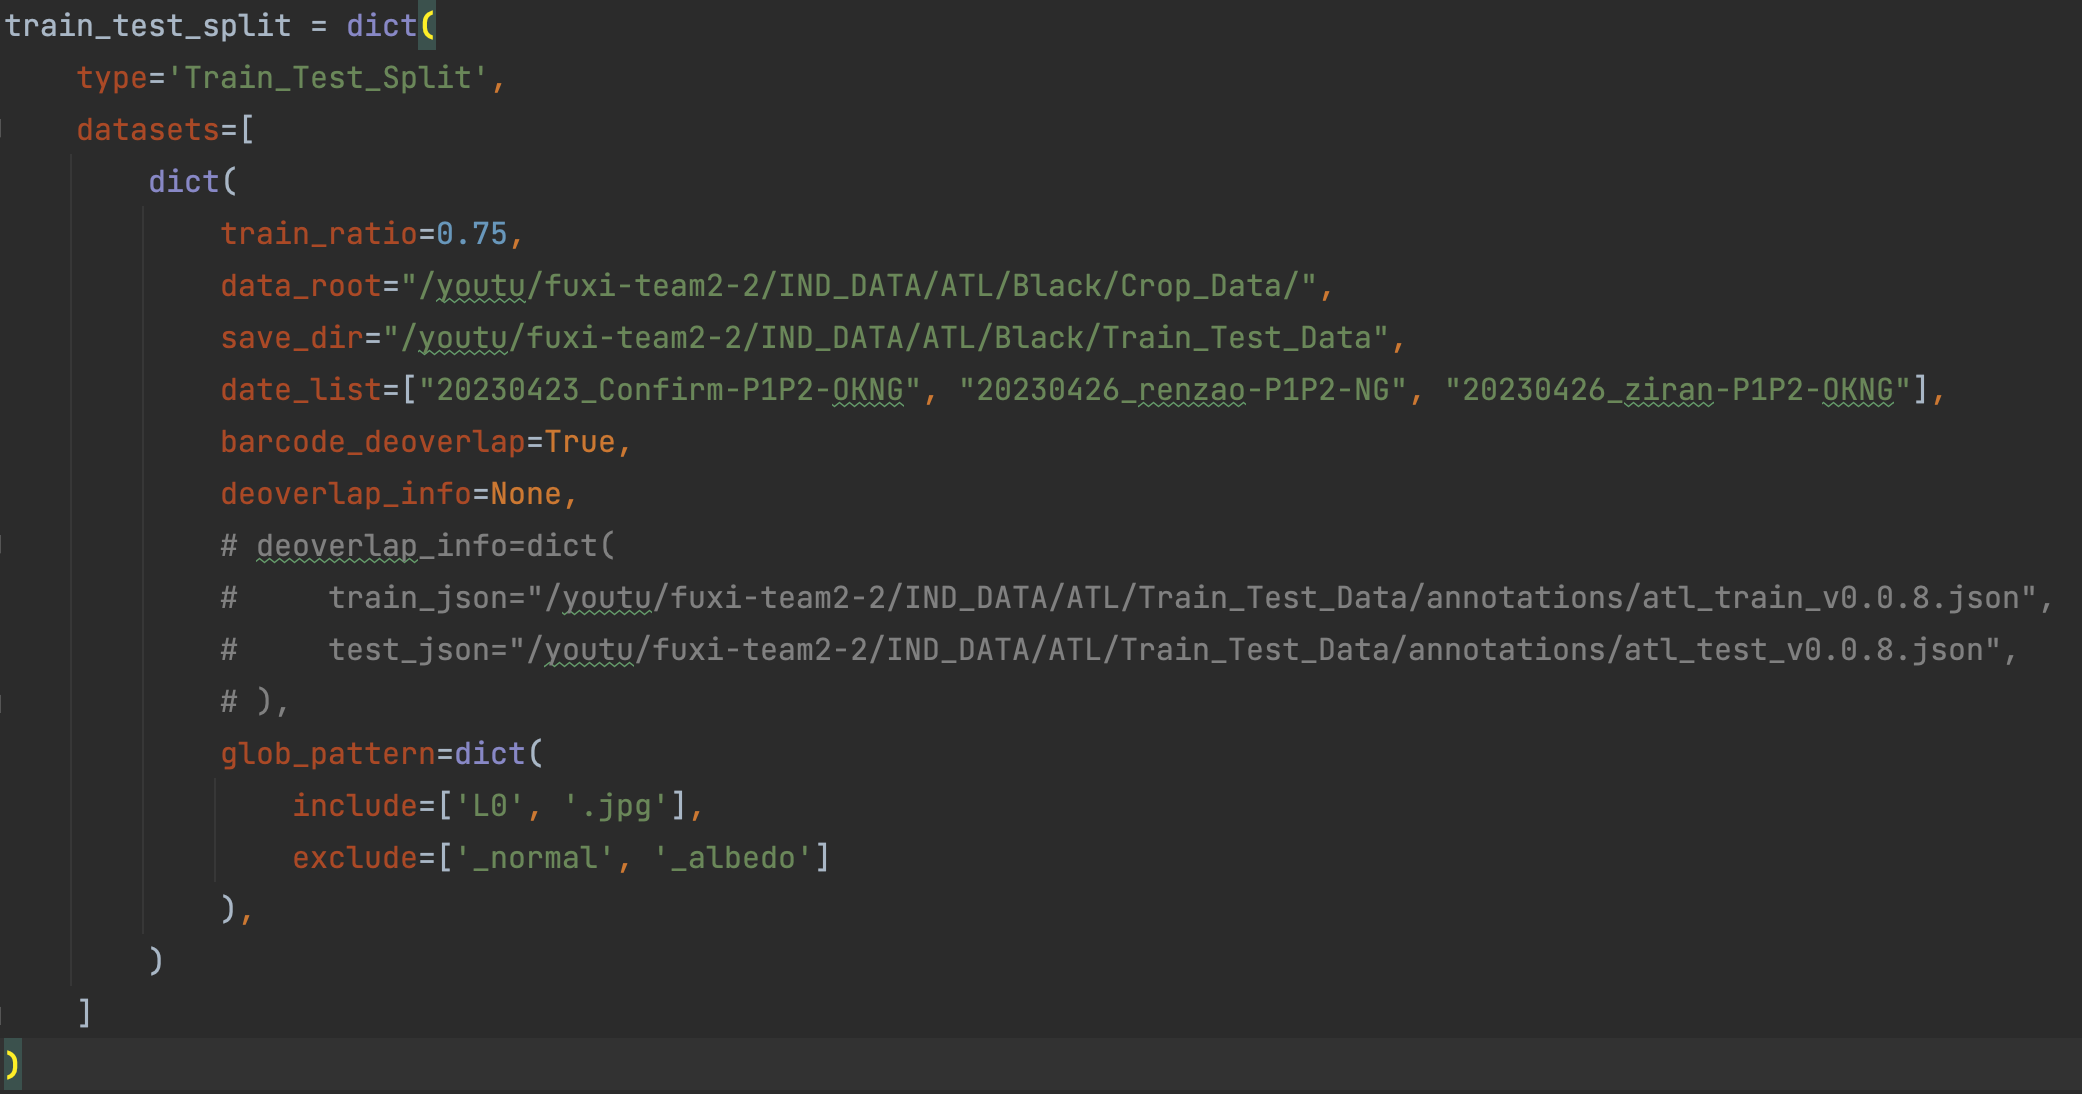 train_test_split = dict(
    type='Train_Test_Split',
    datasets=[
        dict(
            train_ratio=0.75,
            data_root="/youtu/fuxi-team2-2/IND_DATA/ATL/Black/Crop_Data/",
            save_dir="/youtu/fuxi-team2-2/IND_DATA/ATL/Black/Train_Test_Data",
            date_list=["20230423_Confirm-P1P2-OKNG", "20230426_renzao-P1P2-NG", "20230426_ziran-P1P2-OKNG"],
            barcode_deoverlap=True,
            deoverlap_info=None,
            # deoverlap_info=dict(
            #     train_json="/youtu/fuxi-team2-2/IND_DATA/ATL/Train_Test_Data/annotations/atl_train_v0.0.8.json",
            #     test_json="/youtu/fuxi-team2-2/IND_DATA/ATL/Train_Test_Data/annotations/atl_test_v0.0.8.json",
            # ),
            glob_pattern=dict(
                include=['L0', '.jpg'],
                exclude=['_normal', '_albedo']
            ),
        )
    ]
)